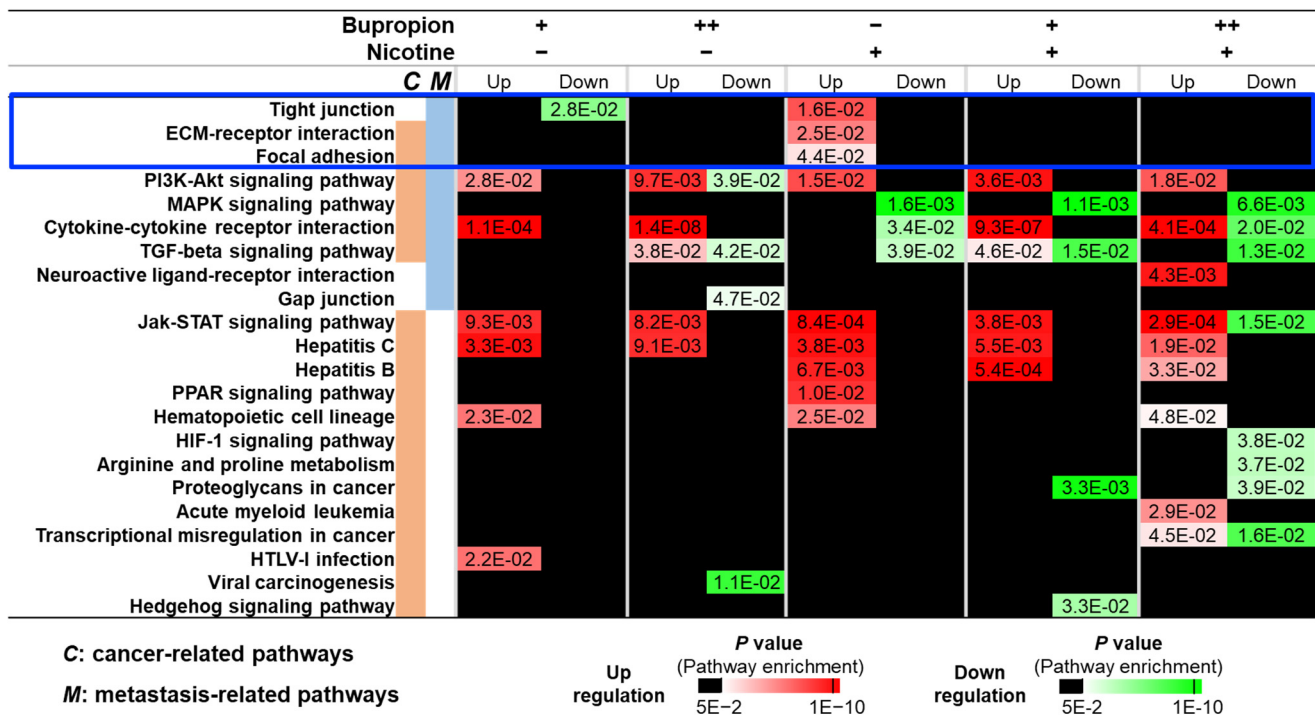 Bupropion + ++ − + ++
Nicotine − − + + +
C M Up Down Up Down Up Down Up Down Up Down
Tight junction 2.8E-02 1.6E-02
ECM-receptor interaction 2.5E-02
Focal adhesion 4.4E-02
PI3K-Akt signaling pathway 2.8E-02 9.7E-03 3.9E-02 1.5E-02 3.6E-03 1.8E-02
MAPK signaling pathway 1.6E-03 1.1E-03 6.6E-03
Cytokine-cytokine receptor interaction 1.1E-04 1.4E-08 3.4E-02 9.3E-07 4.1E-04 2.0E-02
TGF-beta signaling pathway 3.8E-02 4.2E-02 3.9E-02 4.6E-02 1.5E-02 1.3E-02
Neuroactive ligand-receptor interaction 4.3E-03
Gap junction 4.7E-02
Jak-STAT signaling pathway 9.3E-03 8.2E-03 8.4E-04 3.8E-03 2.9E-04 1.5E-02
Hepatitis C 3.3E-03 9.1E-03 3.8E-03 5.5E-03 1.9E-02
Hepatitis B 6.7E-03 5.4E-04 3.3E-02
PPAR signaling pathway 1.0E-02
Hematopoietic cell lineage 2.3E-02 2.5E-02 4.8E-02
HIF-1 signaling pathway 3.8E-02
Arginine and proline metabolism 3.7E-02
Proteoglycans in cancer 3.3E-03 3.9E-02
Acute myeloid leukemia 2.9E-02
Transcriptional misregulation in cancer 4.5E-02 1.6E-02
HTLV-I infection 2.2E-02
Viral carcinogenesis 1.1E-02
Hedgehog signaling pathway 3.3E-02
C: cancer-related pathways
M: metastasis-related pathways
Up regulation
P value
(Pathway enrichment)
5E−2 1E−10
Down regulation
P value
(Pathway enrichment)
5E-2 1E-10